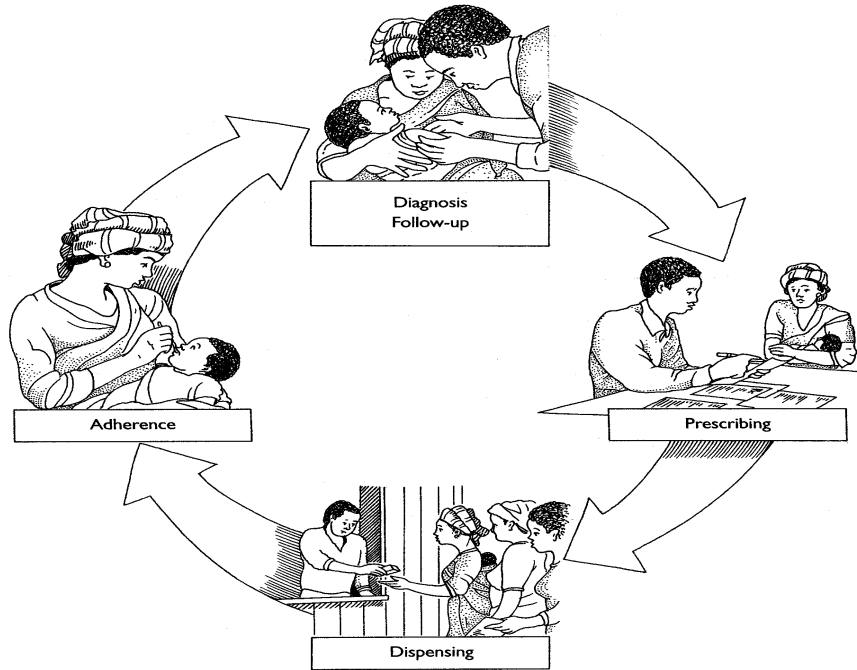 Diagnosis
Follow-up
Prescribing
Dispensing
Adherence